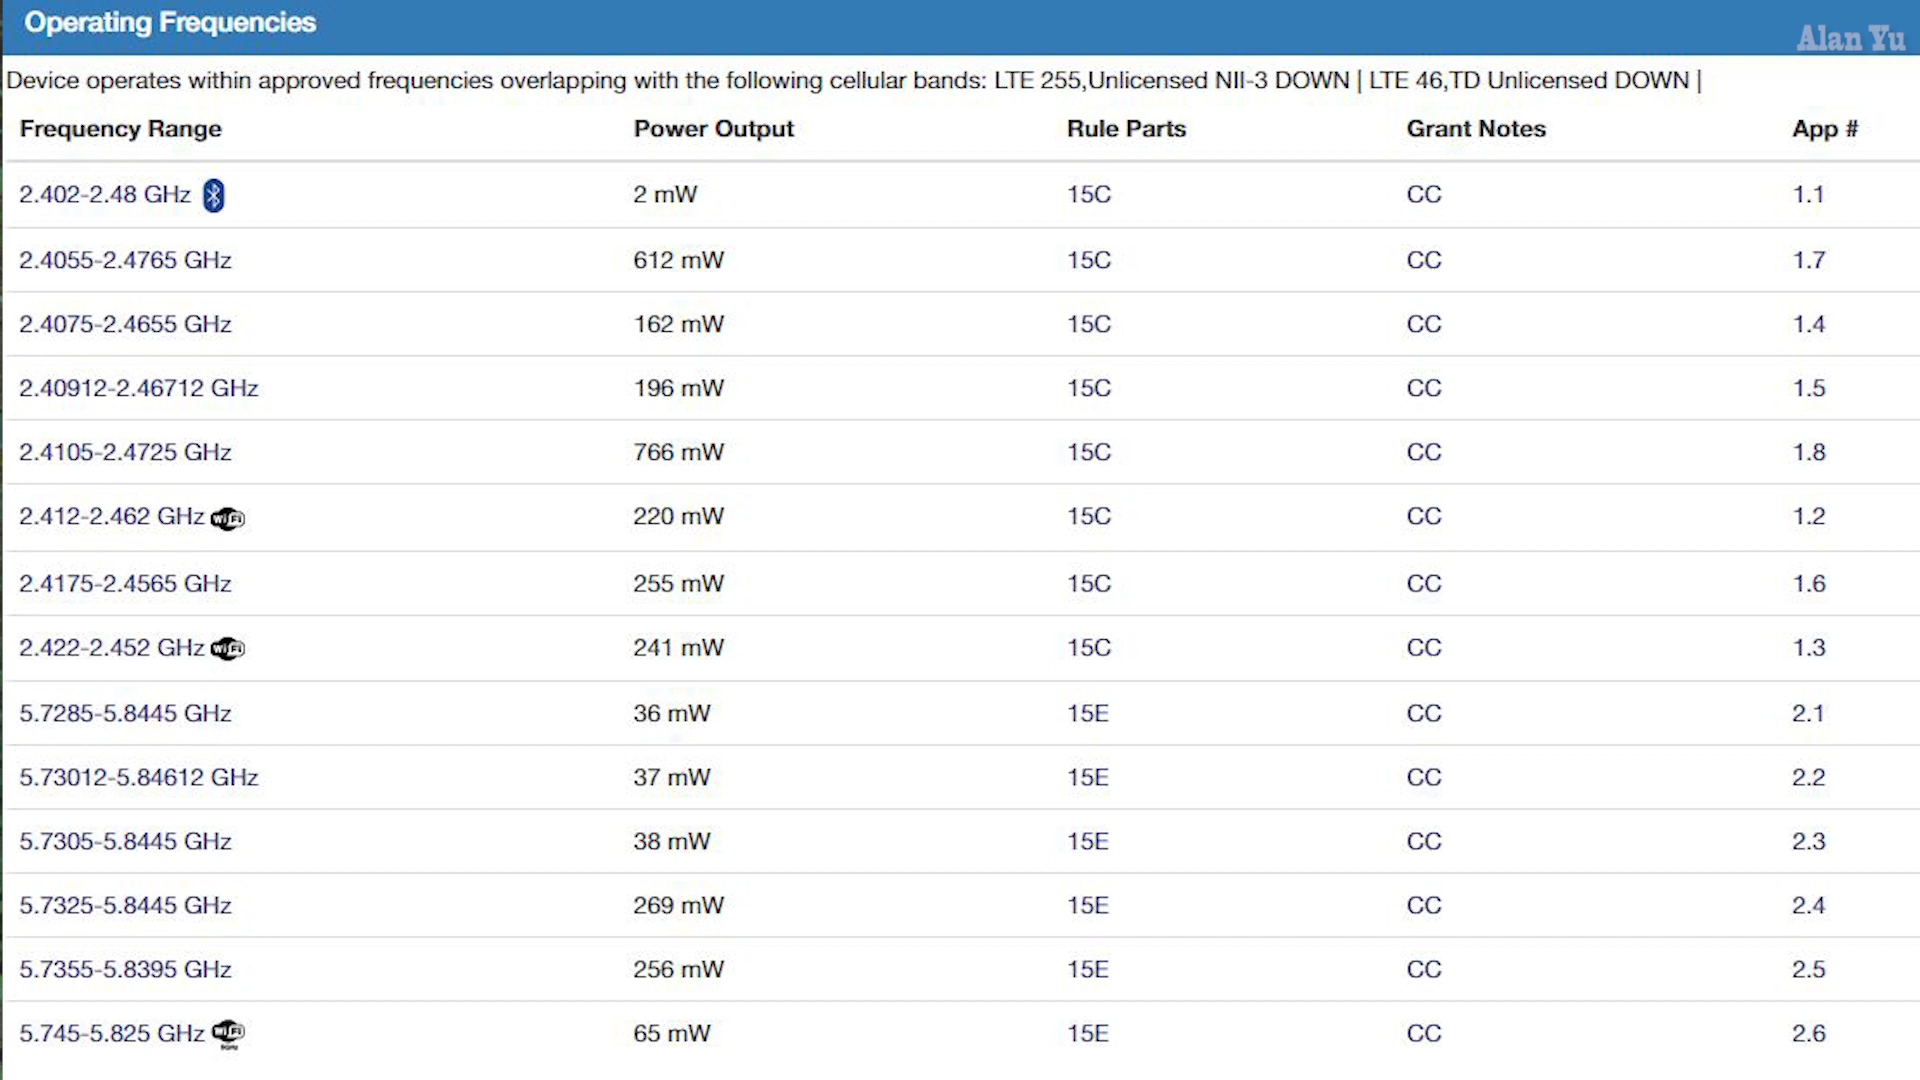 Operating Frequencies
Alan Yu
Device operates within approved frequencies overlapping with the following cellular bands: LTE 255,Unlicensed NII-3 DOWN | LTE 46,TD Unlicensed DOWN |
Frequency Range Power Output Rule Parts Grant Notes App #
2.402-2.48 GHz 2 mW 15C CC 1.1
2.4055-2.4765 GHz 612 mW 15C CC 1.7
2.4075-2.4655 GHz 162 mW 15C CC 1.4
2.40912-2.46712 GHz 196 mW 15C CC 1.5
2.4105-2.4725 GHz 766 mW 15C CC 1.8
2.412-2.462 GHz WiFi 220 mW 15C CC 1.2
2.4175-2.4565 GHz 255 mW 15C CC 1.6
2.422-2.452 GHz WiFi 241 mW 15C CC 1.3
5.7285-5.8445 GHz 36 mW 15E CC 2.1
5.73012-5.84612 GHz 37 mW 15E CC 2.2
5.7305-5.8445 GHz 38 mW 15E CC 2.3
5.7325-5.8445 GHz 269 mW 15E CC 2.4
5.7355-5.8395 GHz 256 mW 15E CC 2.5
5.745-5.825 GHz WiFi 65 mW 15E CC 2.6